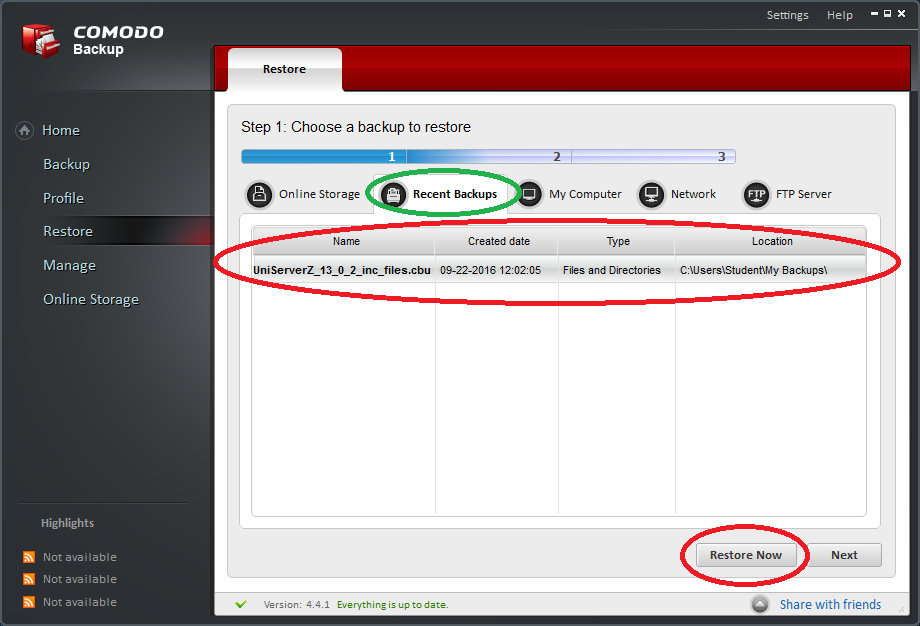 Settings Help
COMODO
Backup
Restore
Home
Backup
Profile
Restore
Manage
Online Storage
Step 1: Choose a backup to restore
1 2 3
Online Storage Recent Backups My Computer Network FTP FTP Server
Name Created date Type Location
UniServerZ_13_0_2_inc_files.cbu 09-22-2016 12:02:05 Files and Directories C:\Users\Student\My Backups\
Restore Now Next
Highlights
Not available
Not available
Not available
Version: 4.4.1 Everything is up to date. Share with friends